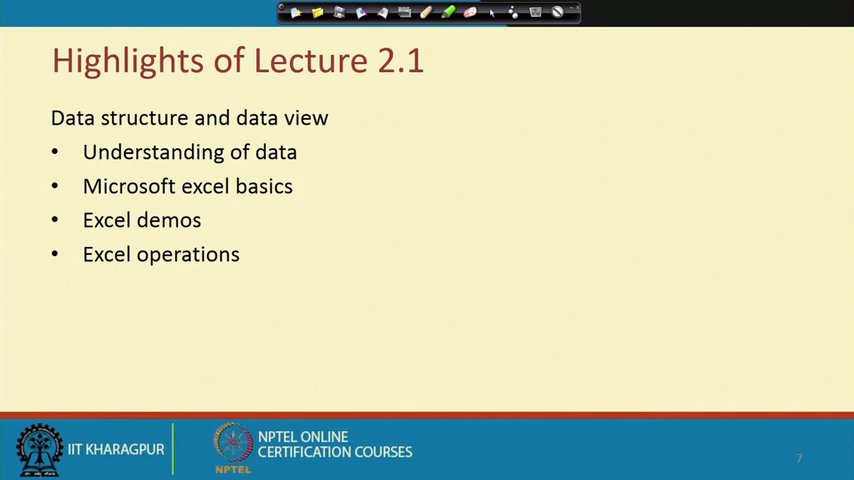 Highlights of Lecture 2.1
Data structure and data view
• Understanding of data
• Microsoft excel basics
• Excel demos
• Excel operations
IIT KHARAGPUR
NPTEL
NPTEL ONLINE
CERTIFICATION COURSES
7